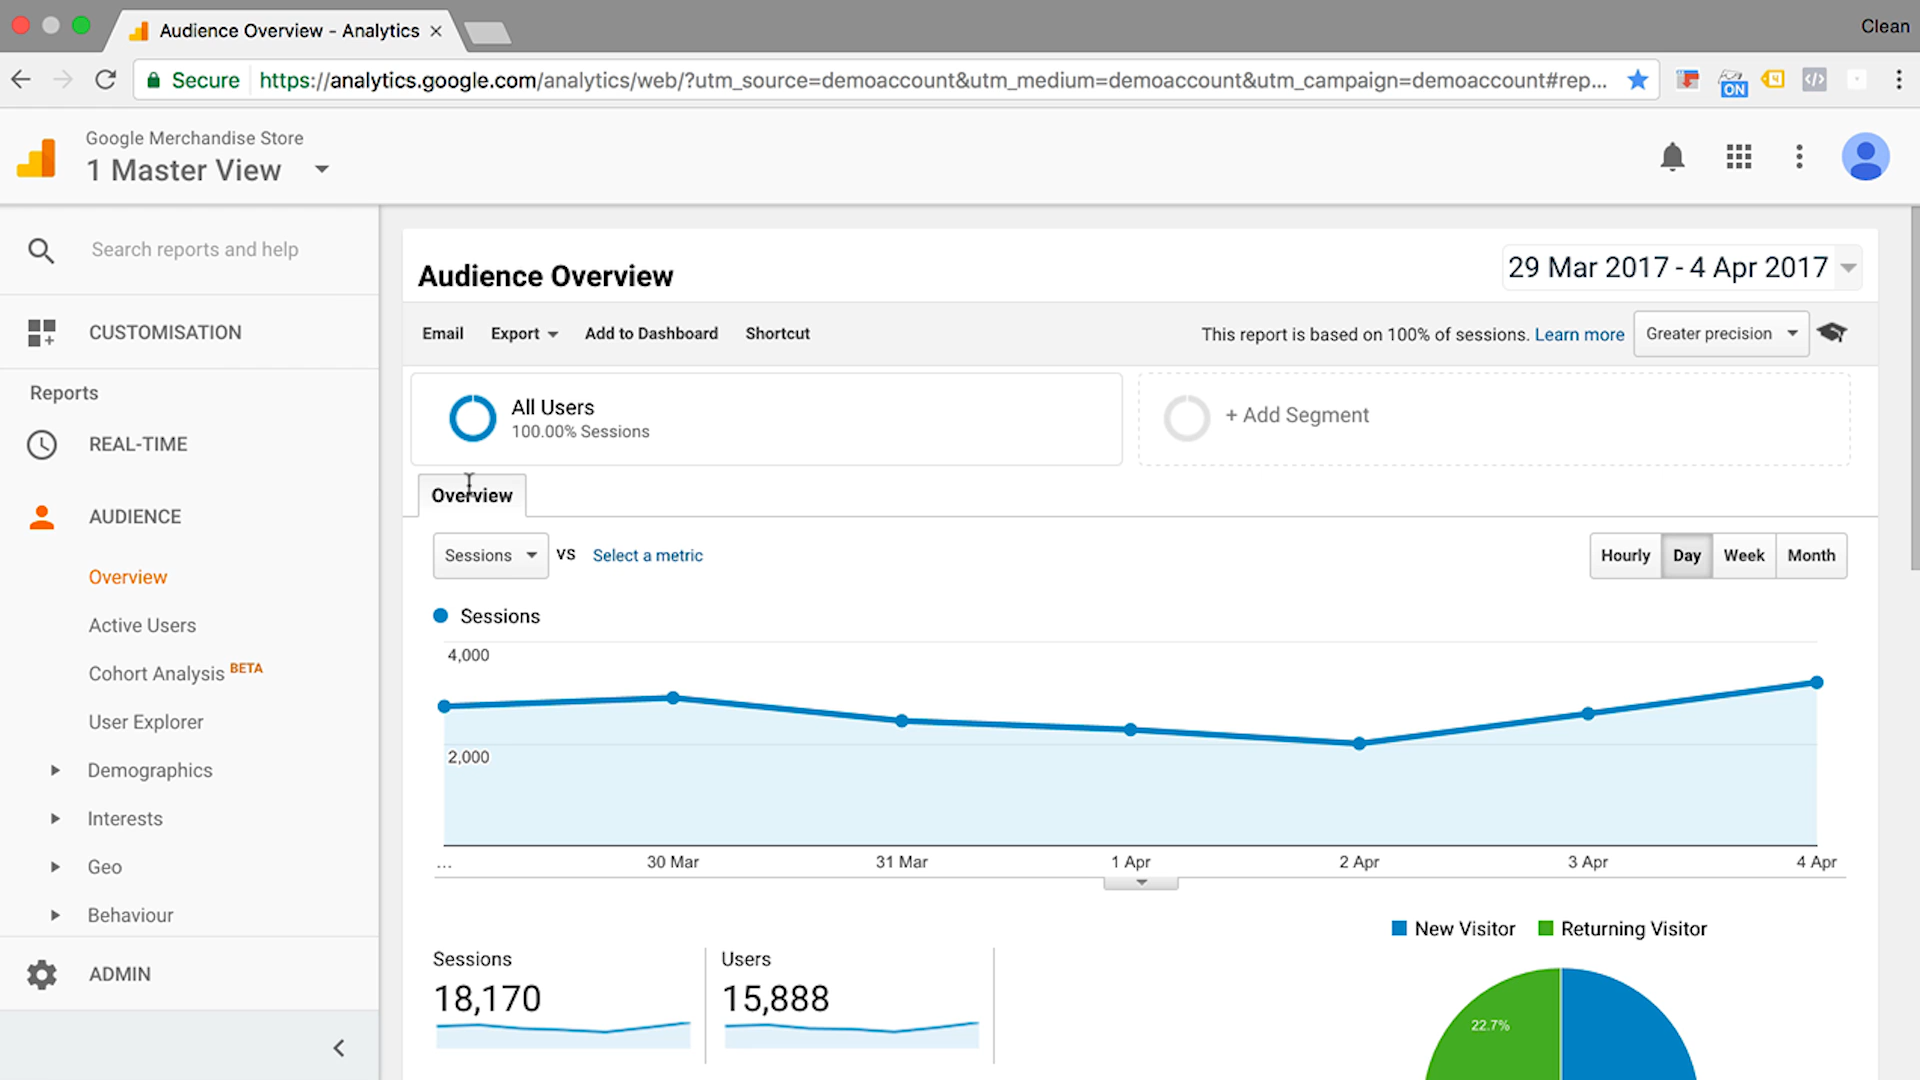 Audience Overview - Analytics
Clean
Secure https://analytics.google.com/analytics/web/?utm_source=demoaccount&utm_medium=demoaccount&utm_campaign=demoaccount#rep...
ON
Google Merchandise Store
1 Master View
Search reports and help
CUSTOMISATION
Reports
REAL-TIME
AUDIENCE
Overview
Active Users
Cohort Analysis BETA
User Explorer
Demographics
Interests
Geo
Behaviour
ADMIN
Audience Overview
29 Mar 2017 - 4 Apr 2017
Email Export Add to Dashboard Shortcut
This report is based on 100% of sessions. Learn more Greater precision
All Users
100.00% Sessions
+ Add Segment
Overview
Sessions VS Select a metric
Hourly Day Week Month
Sessions
4,000
2,000
... 30 Mar 31 Mar 1 Apr 2 Apr 3 Apr 4 Apr
New Visitor Returning Visitor
Sessions
18,170
Users
15,888
22.7%